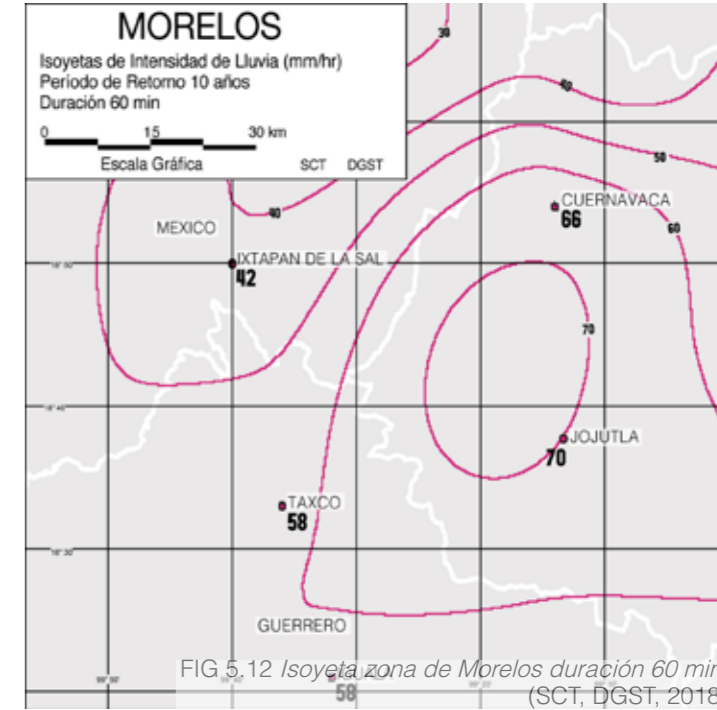 MORELOS
Isoyetas de Intensidad de Lluvia (mm/hr)
Período de Retorno 10 años
Duración 60 min
0 15 30 km
Escala Gráfica SCT DGST
30
40
50
CUERNAVACA
66
60
40
MEXICO
IXTAPAN DE LA SAL
42
70
JOJUTLA
70
TAXCO
58
GUERRERO
58
FIG 5.12 Isoyeta zona de Morelos duración 60 min
(SCT, DGST, 2018